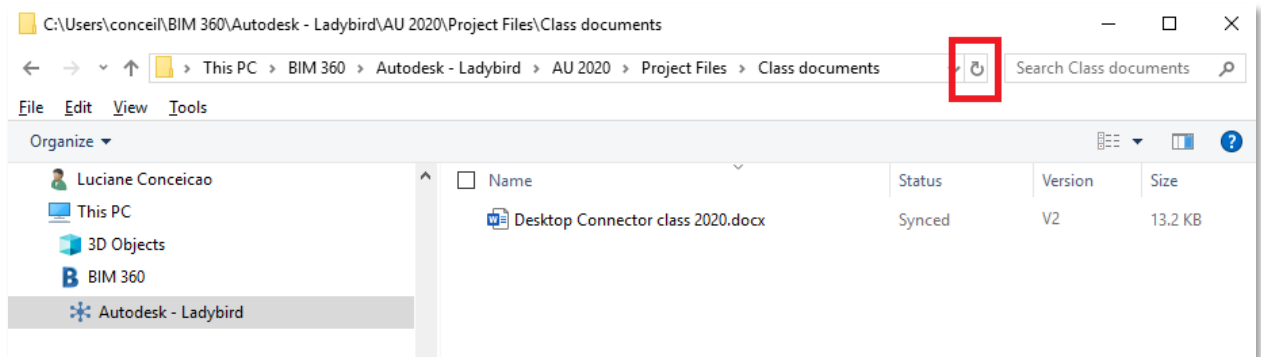 C:\Users\conceil\BIM 360\Autodesk - Ladybird\AU 2020\Project Files\Class documents
This PC > BIM 360 > Autodesk - Ladybird > AU 2020 > Project Files > Class documents Search Class documents
File Edit View Tools
Organize
Luciane Conceicao Name Status Version Size
This PC Desktop Connector class 2020.docx Synced V2 13.2 KB
3D Objects
BIM 360
Autodesk - Ladybird